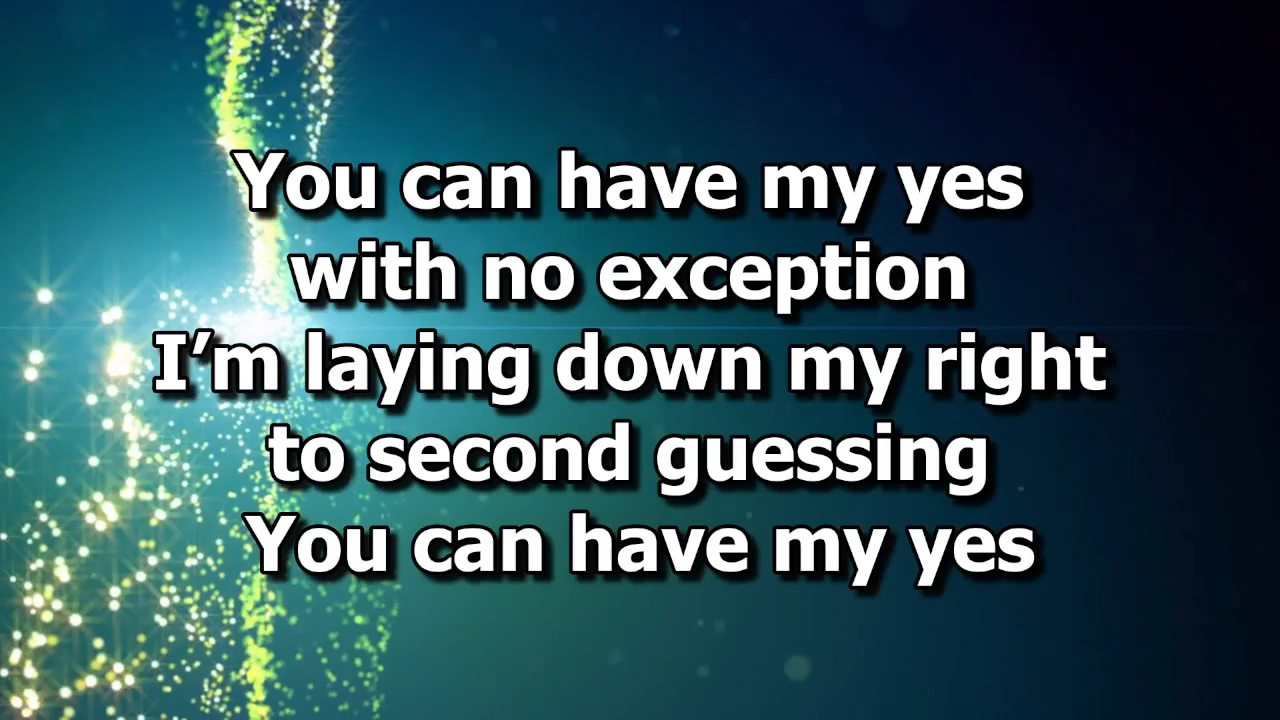 You can have my yes
with no exception
I’m laying down my right
to second guessing
You can have my yes